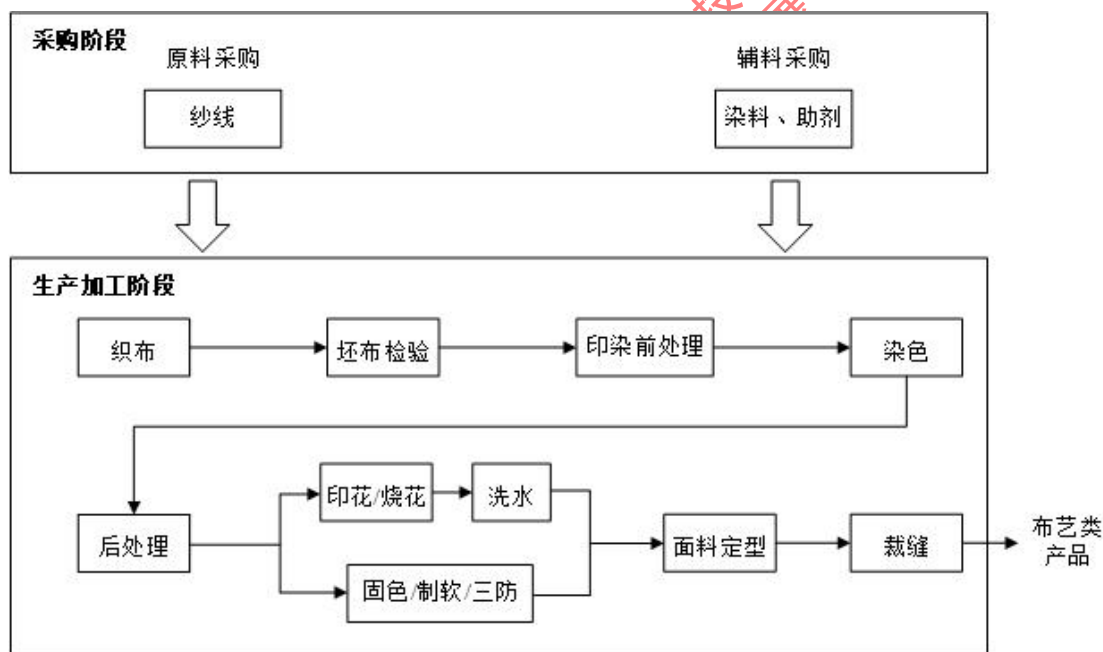 采购阶段
原料采购
辅料采购
纱线
染料、助剂
生产加工阶段
织布
坯布检验
印染前处理
染色
印花/烧花
洗水
后处理
面料定型
裁缝
布艺类
产品
固色/制软/三防